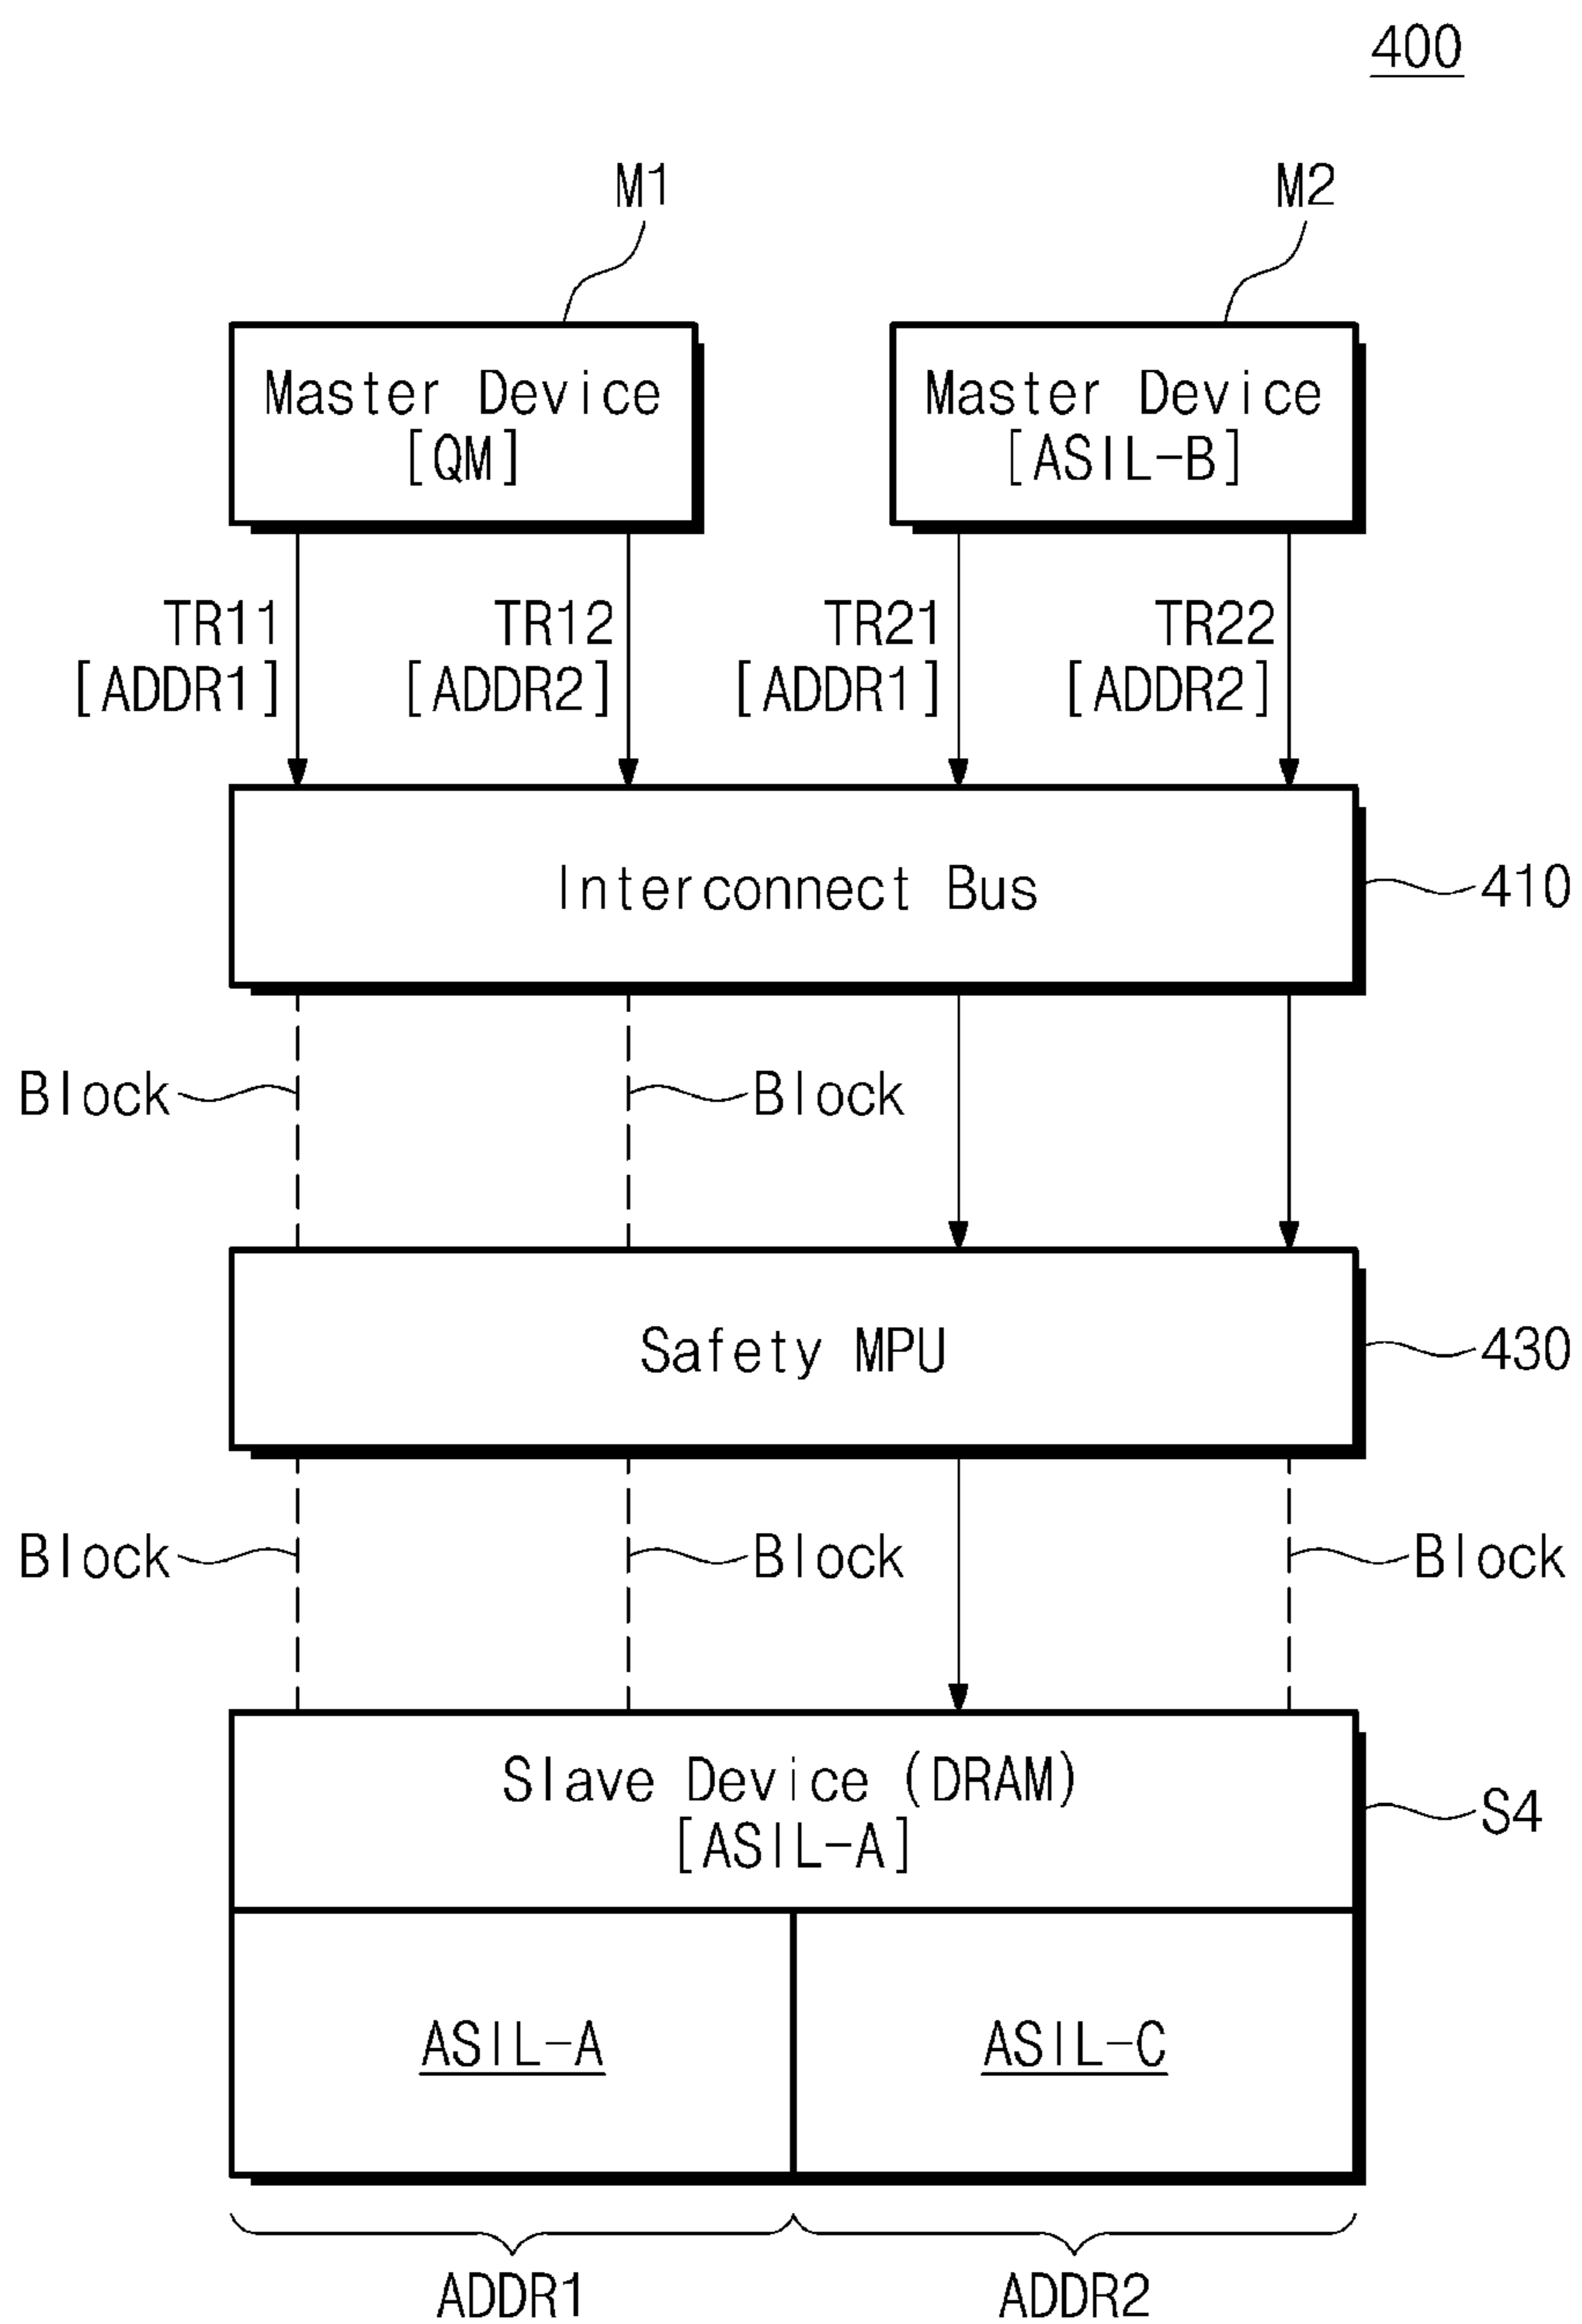 400
M1
M2
Master Device
[QM]
Master Device
[ASIL-B]
TR11
[ADDR1]
TR12
[ADDR2]
TR21
[ADDR1]
TR22
[ADDR2]
Interconnect Bus
410
Block
Block
Safety MPU
430
Block
Block
Block
Slave Device (DRAM)
[ASIL-A]
S4
ASIL-A
ASIL-C
ADDR1
ADDR2